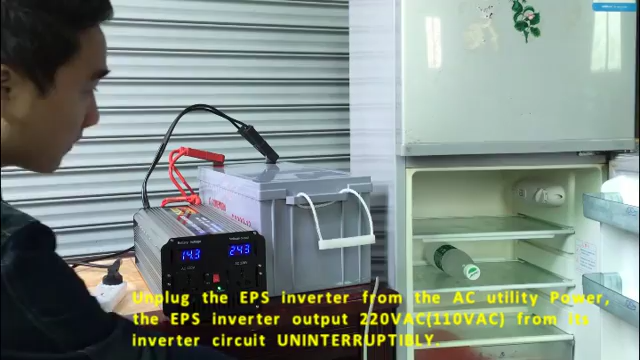 14.3
243
Unplug the EPS inverter from the AC utility Power,
the EPS inverter output 220VAC(110VAC) from its
inverter circuit UNINTERRUPTIBLY.